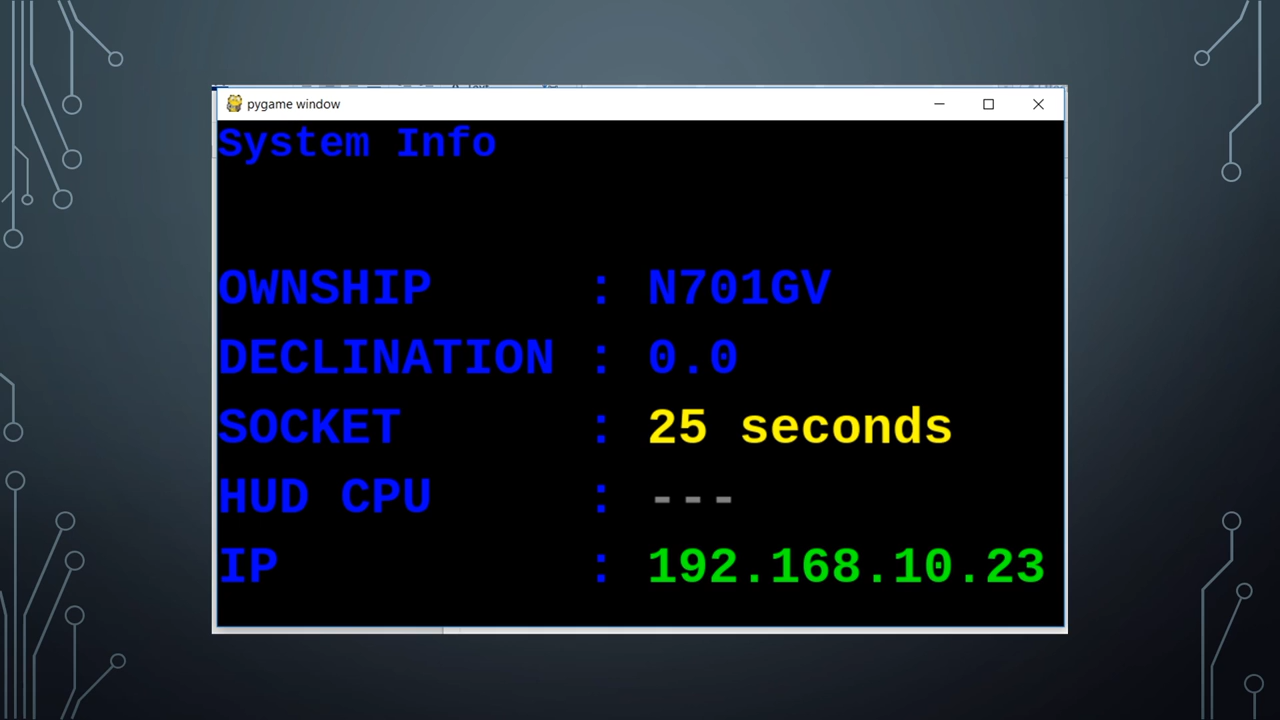 pygame window
System Info
OWNSHIP : N701GV
DECLINATION : 0.0
SOCKET : 25 seconds
HUD CPU : ---
IP : 192.168.10.23